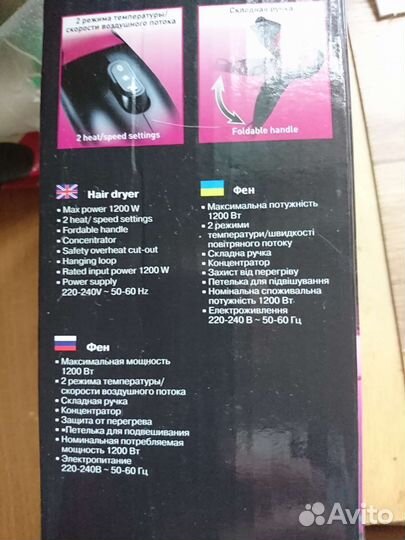 2 режима температуры/
скорости воздушного потока
2 heat/speed settings
Складная ручка
Foldable handle
Hair dryer
• Max power 1200 W
• 2 heat/ speed settings
• Fordable handle
• Concentrator
• Safety overheat cut-out
• Hanging loop
• Rated input power 1200 W
• Power supply
220-240V ~ 50-60 Hz
Фен
• Максимальна потужність
1200 Вт
• 2 режими
температури/швидкості
повітряного потоку
• Складна ручка
• Концентратор
• Захист від перегріву
• Петелька для підвішування
• Номінальна споживальна
потужність 1200 Вт
• Електроживлення
220-240 В ~ 50-60 Гц
Фен
• Максимальная мощность
1200 Вт
• 2 режима температуры/
скорости воздушного потока
• Складная ручка
• Концентратор
• Защита от перегрева
• •Петелька для подвешивания
• Номинальная потребляемая
мощность 1200 Вт
• Электропитание
220-240В ~ 50-60 Гц
Avito